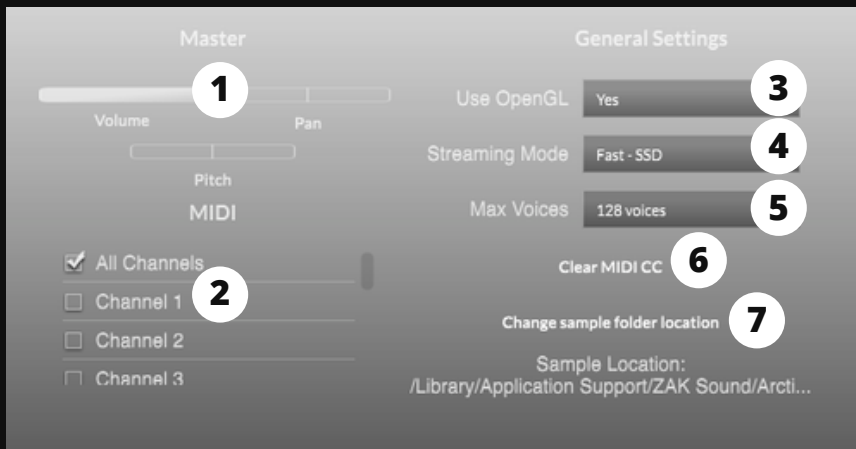 Master
1
Volume
Pan
Pitch
MIDI
All Channels
Channel 1
2
Channel 2
Channel 3
General Settings
Use OpenGL
Yes
3
Streaming Mode
Fast - SSD
4
Max Voices
128 voices
5
Clear MIDI CC
6
Change sample folder location
7
Sample Location:
/Library/Application Support/ZAK Sound/Arcti...